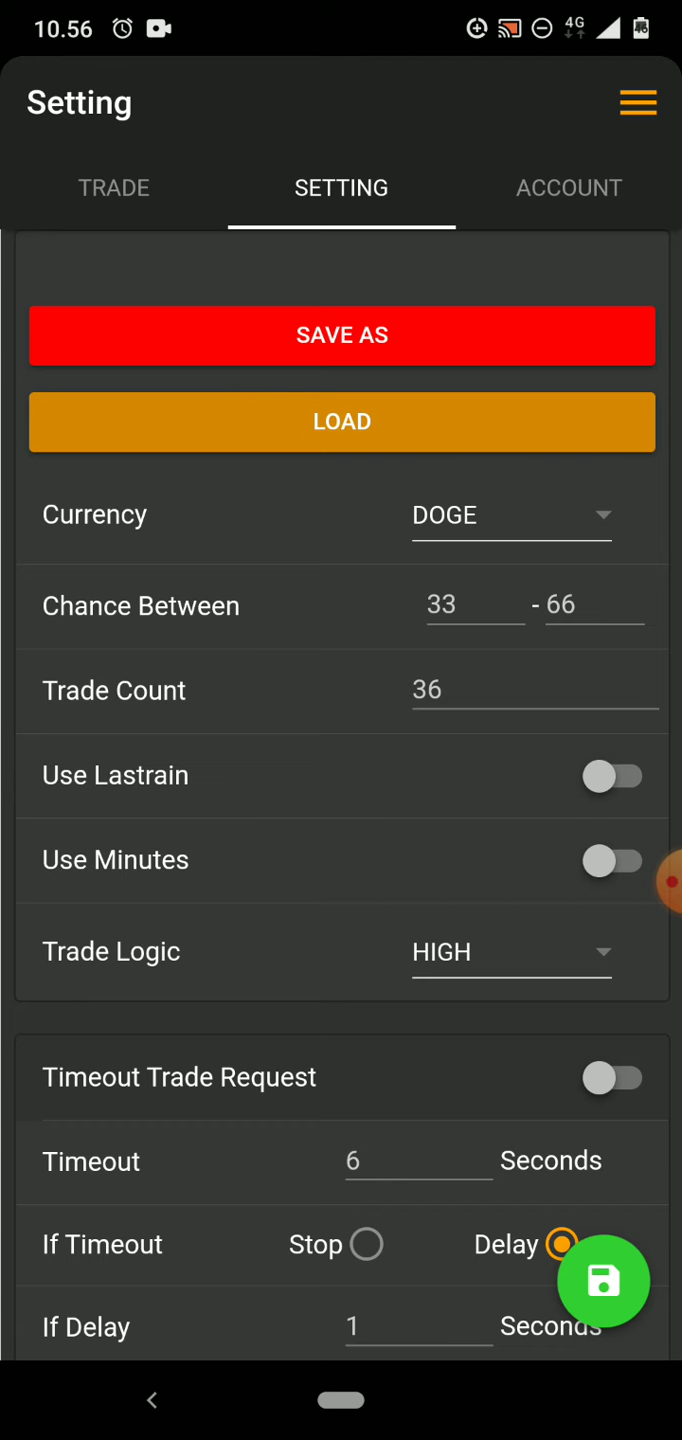 10.56
4G
46
Setting
TRADE SETTING ACCOUNT
SAVE AS
LOAD
Currency DOGE
Chance Between 33 - 66
Trade Count 36
Use Lastrain
Use Minutes
Trade Logic HIGH
Timeout Trade Request
Timeout 6 Seconds
If Timeout Stop Delay
If Delay 1 Seconds